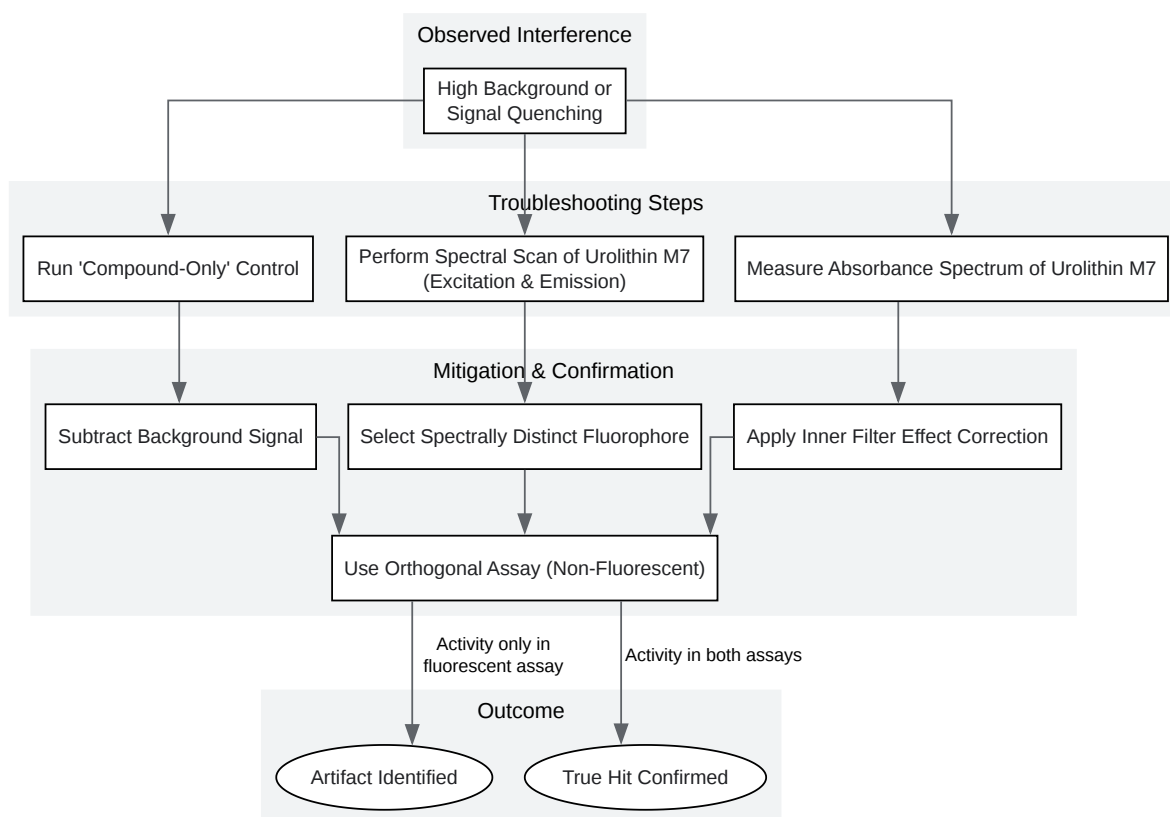 Observed Interference
High Background or
Signal Quenching
Troubleshooting Steps
Run 'Compound-Only' Control
Perform Spectral Scan of Urolithin M7
(Excitation & Emission)
Measure Absorbance Spectrum of Urolithin M7
Mitigation & Confirmation
Subtract Background Signal
Select Spectrally Distinct Fluorophore
Apply Inner Filter Effect Correction
Use Orthogonal Assay (Non-Fluorescent)
Activity only in
fluorescent assay
Activity in both assays
Outcome
Artifact Identified
True Hit Confirmed